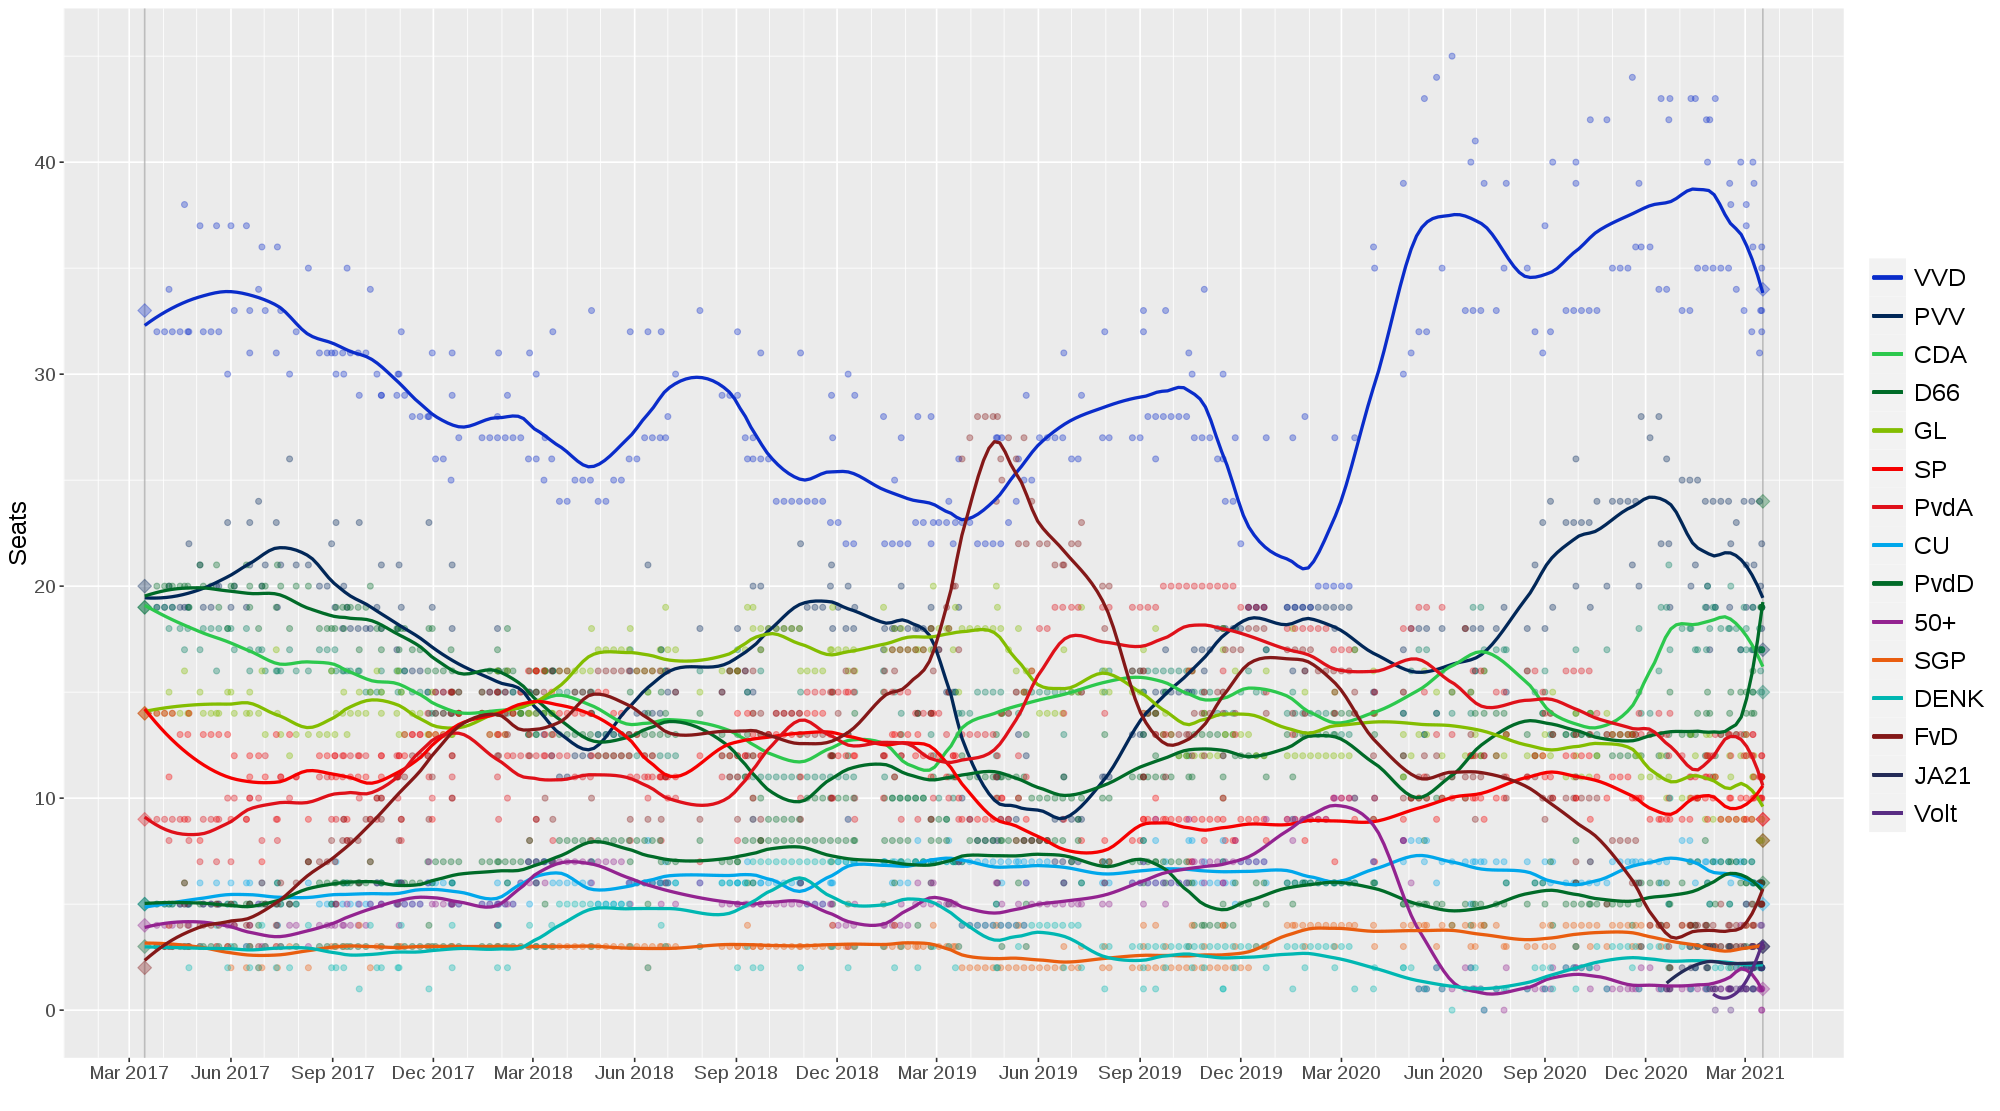 Seats
40
30
20
10
0
Mar 2017 Jun 2017 Sep 2017 Dec 2017 Mar 2018 Jun 2018 Sep 2018 Dec 2018 Mar 2019 Jun 2019 Sep 2019 Dec 2019 Mar 2020 Jun 2020 Sep 2020 Dec 2020 Mar 2021
VVD
PVV
CDA
D66
GL
SP
PvdA
CU
PvdD
50+
SGP
DENK
FvD
JA21
Volt